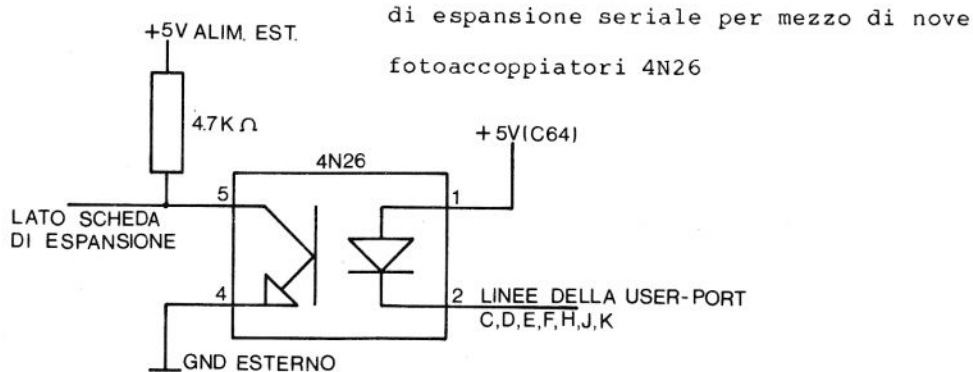 di espansione seriale per mezzo di nove
fotoaccoppiatori 4N26
+5V ALIM. EST.
4.7K Ω
+5V(C64)
4N26
5
1
LATO SCHEDA
DI ESPANSIONE
4
2
LINEE DELLA USER-PORT
C,D,E,F,H,J,K
GND ESTERNO